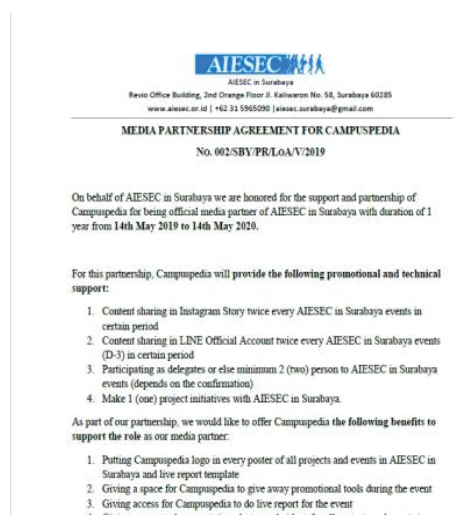 AIESEC
AIESEC in Surabaya
Revio Office Building, 2nd Orange Floor Jl. Kaliwaron No. 58, Surabaya 60285
www.aiesec.or.id | +62 31 5965090 |aiesec.surabaya@gmail.com
MEDIA PARTNERSHIP AGREEMENT FOR CAMPUSPEDIA
No. 002/SBY/PR/LoA/V/2019
On behalf of AIESEC in Surabaya we are honored for the support and partnership of
Campuspedia for being official media partner of AIESEC in Surabaya with duration of 1
year from 14th May 2019 to 14th May 2020.
For this partnership, Campuspedia will provide the following promotional and technical
support:
1. Content sharing in Instagram Story twice every AIESEC in Surabaya events in
certain period
2. Content sharing in LINE Official Account twice every AIESEC in Surabaya events
(D-3) in certain period
3. Participating as delegates or else minimum 2 (two) person to AIESEC in Surabaya
events (depends on the confirmation)
4. Make 1 (one) project initiatives with AIESEC in Surabaya.
As part of our partnership, we would like to offer Campuspedia the following benefits to
support the role as our media partner:
1. Putting Campuspedia logo in every poster of all projects and events in AIESEC in
Surabaya and live report template
2. Giving a space for Campuspedia to give away promotional tools during the event
3. Giving access for Campuspedia to do live report for the event